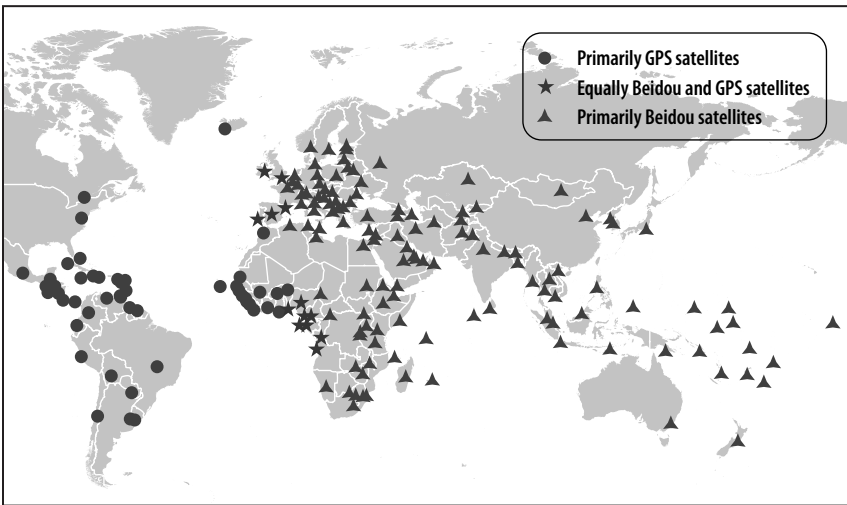 Primarily GPS satellites
Equally Beidou and GPS satellites
Primarily Beidou satellites